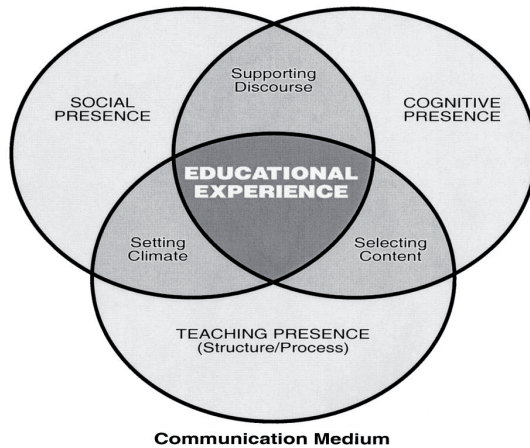 Supporting
Discourse
SOCIAL
PRESENCE
COGNITIVE
PRESENCE
EDUCATIONAL
EXPERIENCE
Setting
Climate
Selecting
Content
TEACHING PRESENCE
(Structure/Process)
Communication Medium